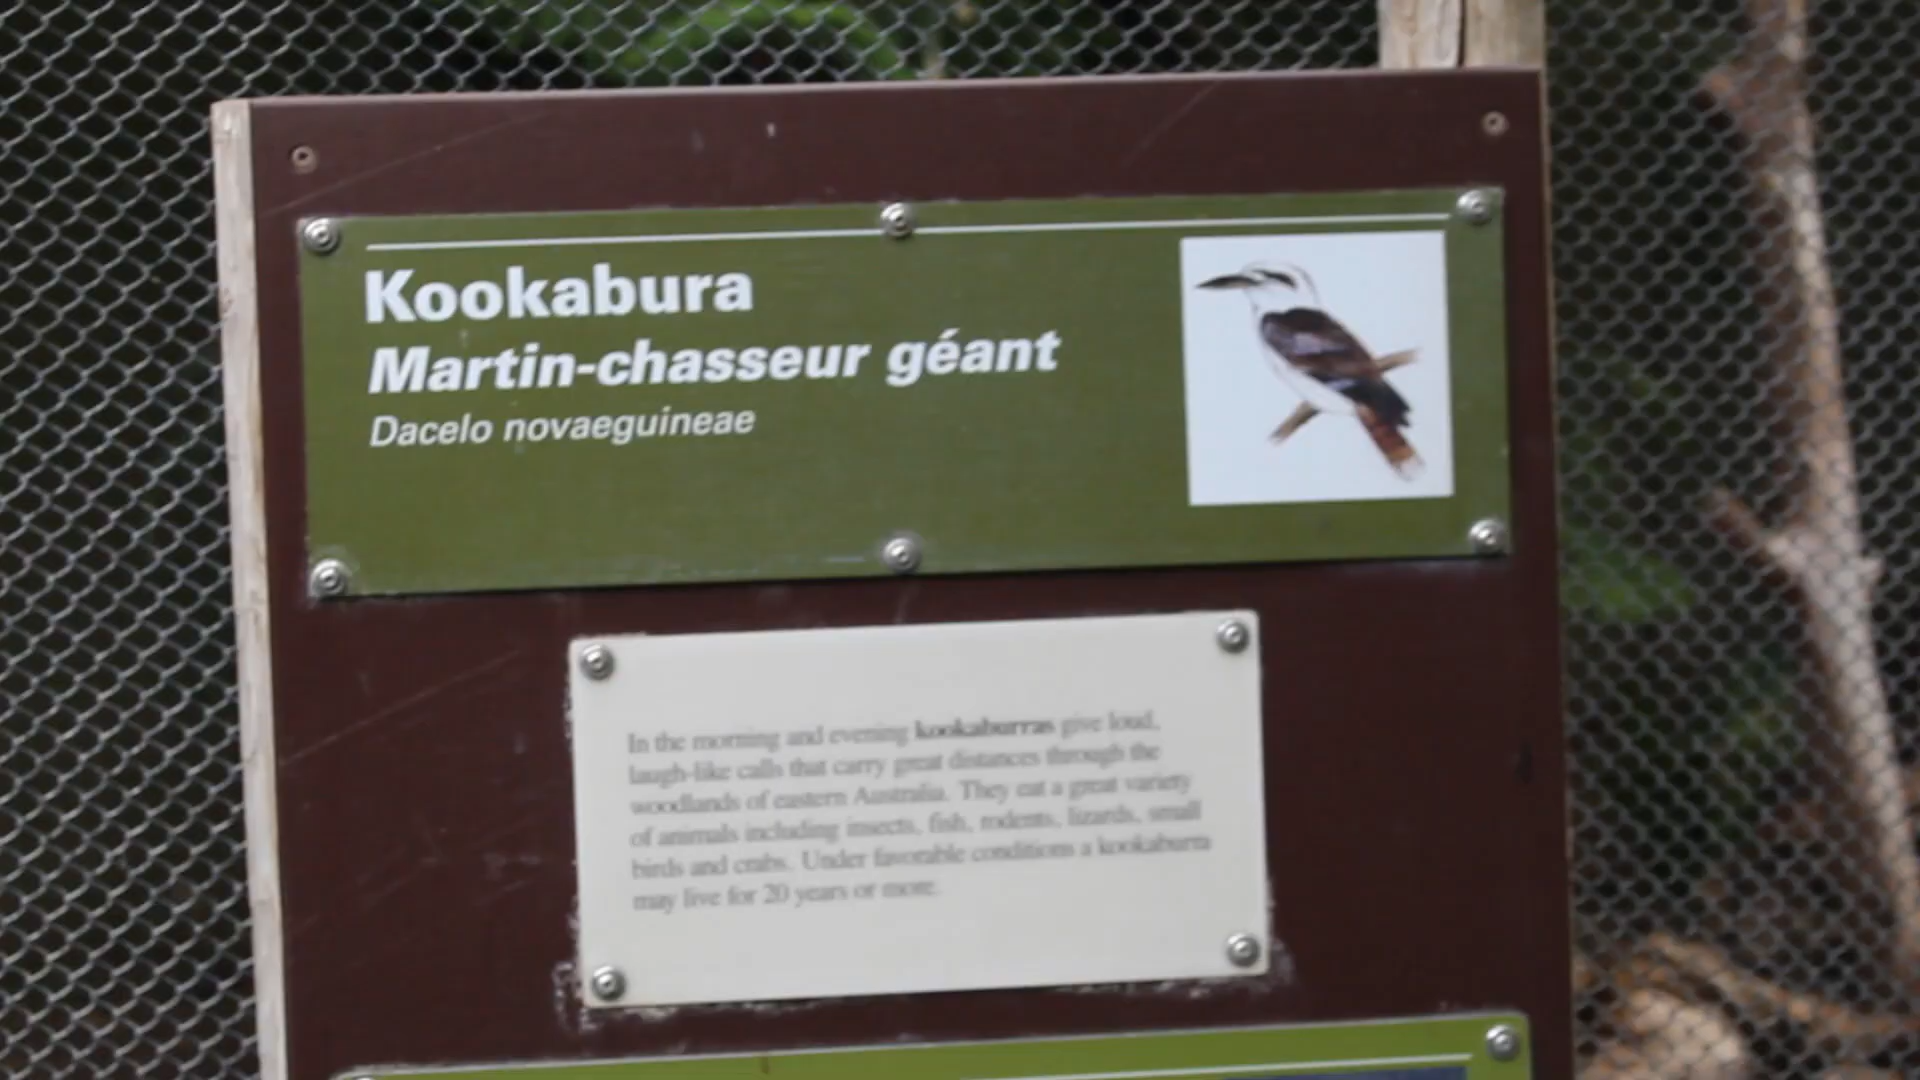 Kookabura
Martin-chasseur géant
Dacelo novaeguineae
In the morning and evening kookaburras give loud,
laugh-like calls that carry great distances through the
woodlands of eastern Australia. They eat a great variety
of animals including insects, fish, rodents, lizards, small
birds and crabs. Under favorable conditions a kookaburra
may live for 20 years or more.